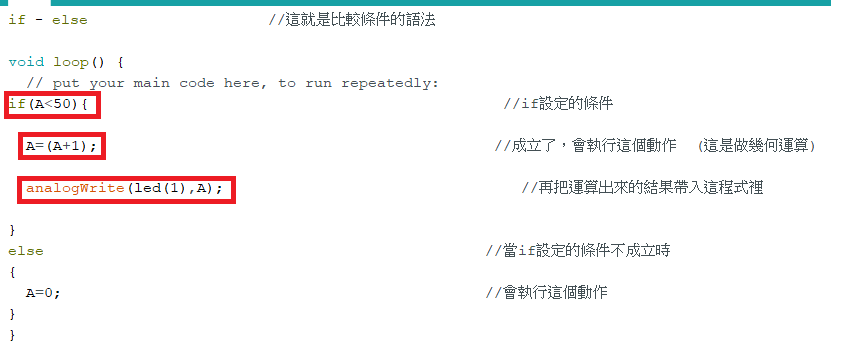 if - else //這就是比較條件的語法
void loop() {
// put your main code here, to run repeatedly:
if(A<50){ //if設定的條件
A=(A+1); //成立了，會執行這個動作 (這是做幾何運算)
analogWrite(led(1),A); //再把運算出來的結果帶入這程式裡
}
else //當if設定的條件不成立時
{
A=0; //會執行這個動作
}
}